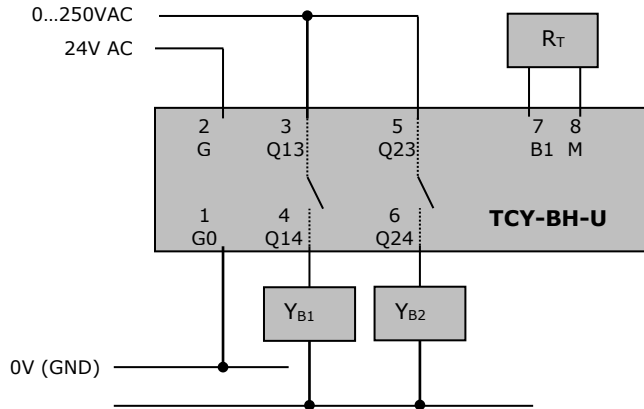 0...250VAC
24V AC
RT
2 3 5 7 8
G Q13 Q23 B1 M
1 4 6
G0 Q14 Q24
TCY-BH-U
YB1 YB2
0V (GND)